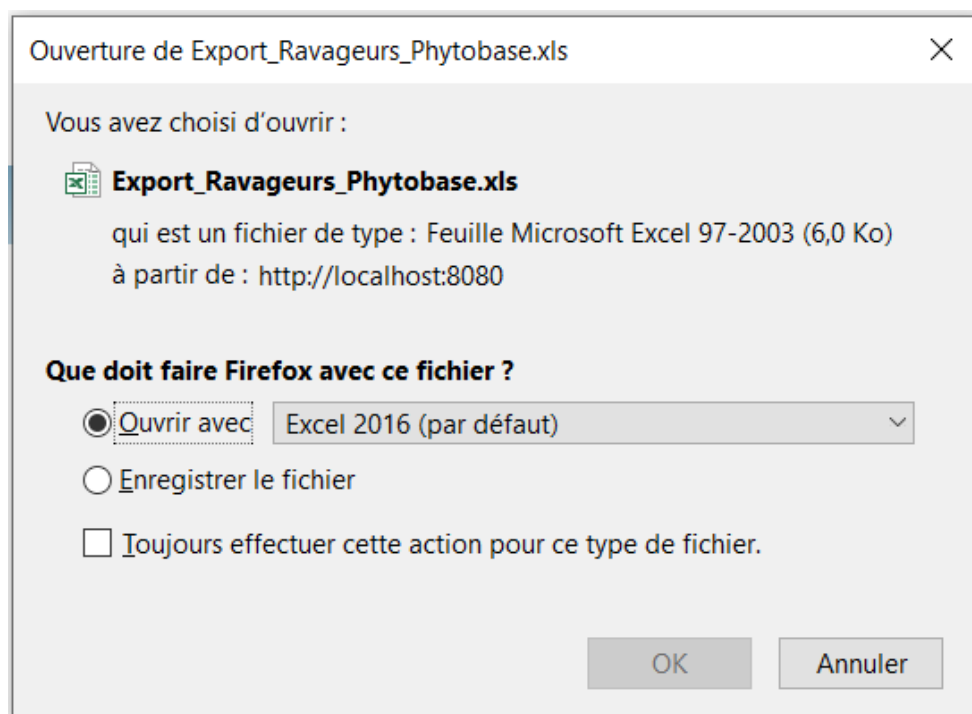 Ouverture de Export_Ravageurs_Phytobase.xls
Vous avez choisi d’ouvrir :
Export_Ravageurs_Phytobase.xls
qui est un fichier de type : Feuille Microsoft Excel 97-2003 (6,0 Ko)
à partir de : http://localhost:8080
Que doit faire Firefox avec ce fichier ?
Ouvrir avec Excel 2016 (par défaut)
Enregistrer le fichier
Toujours effectuer cette action pour ce type de fichier.
OK Annuler